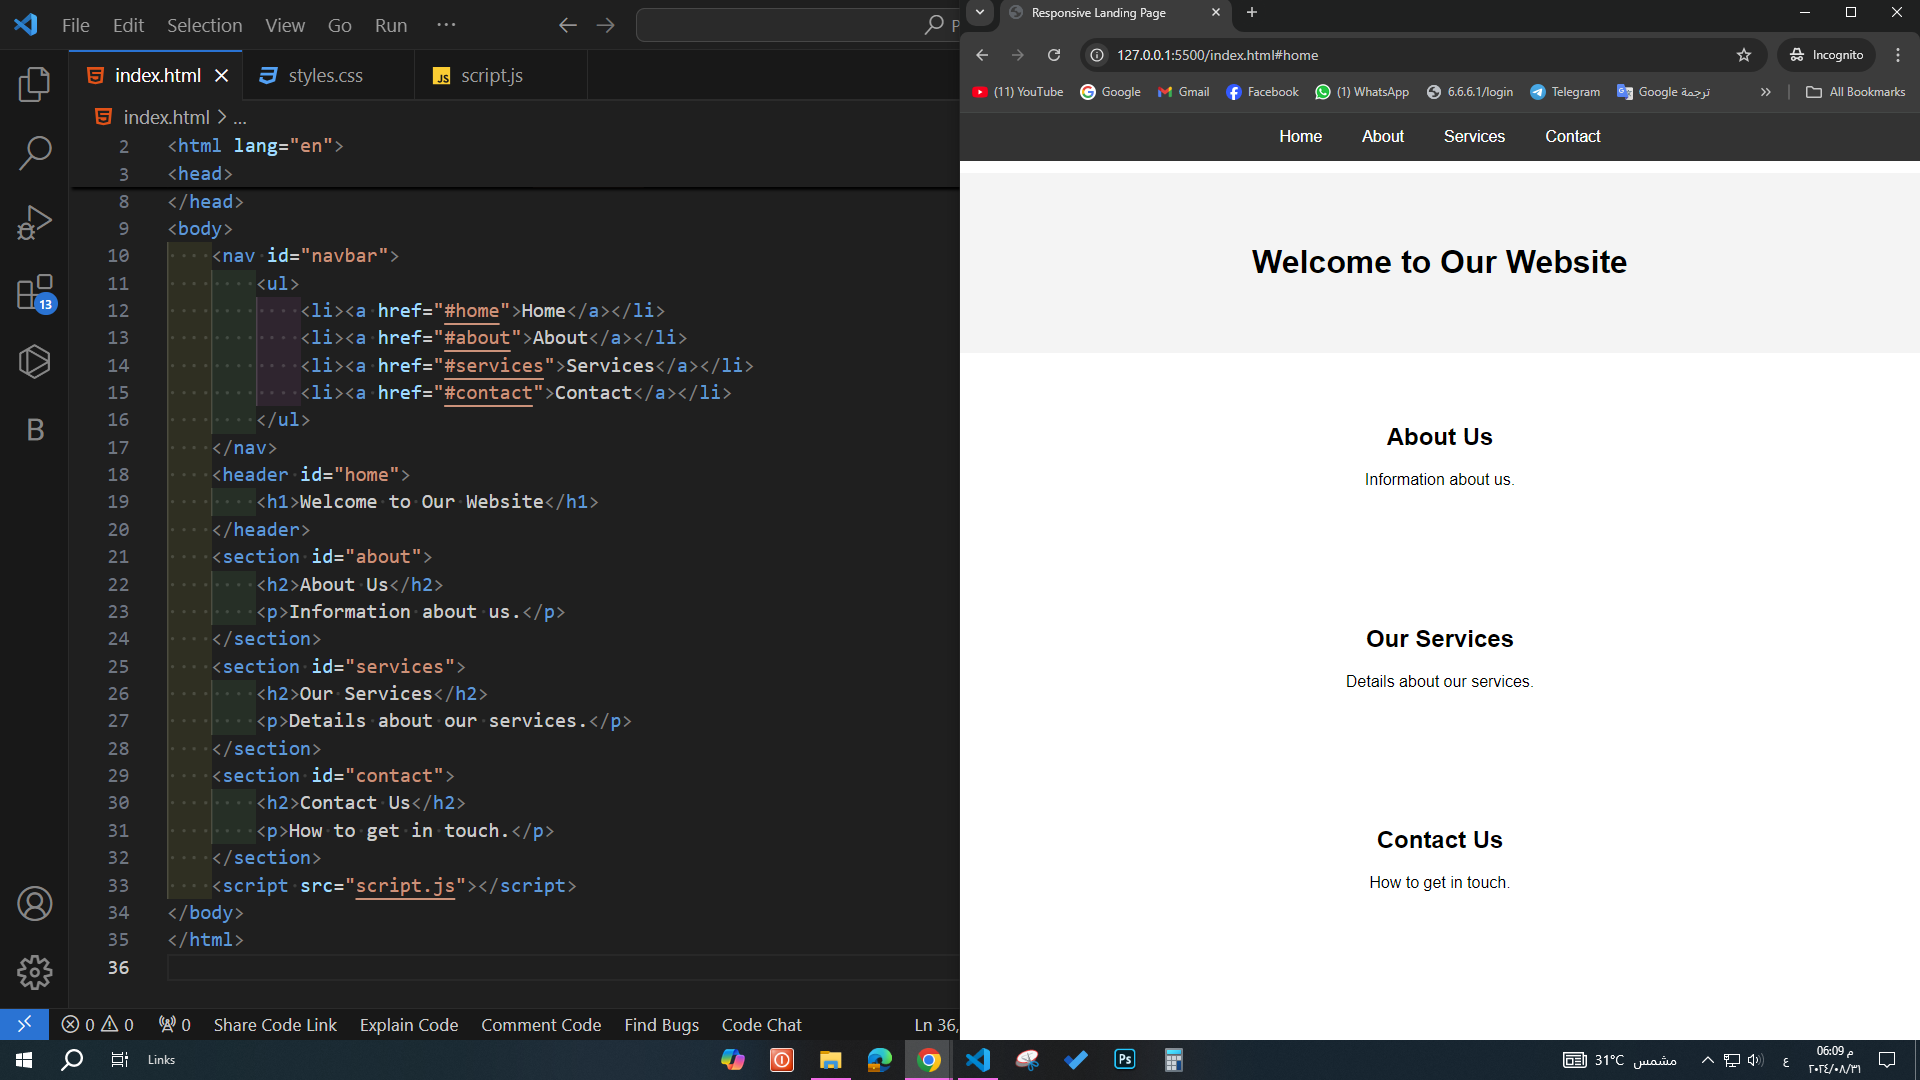 File Edit Selection View Go Run ···
index.html styles.css script.js
index.html > ...
2 <html lang="en">
3 <head>
8 </head>
9 <body>
10 <nav id="navbar">
11 <ul>
12 <li><a href="#home">Home</a></li>
13 <li><a href="#about">About</a></li>
14 <li><a href="#services">Services</a></li>
15 <li><a href="#contact">Contact</a></li>
16 </ul>
17 </nav>
18 <header id="home">
19 <h1>Welcome to Our Website</h1>
20 </header>
21 <section id="about">
22 <h2>About Us</h2>
23 <p>Information about us.</p>
24 </section>
25 <section id="services">
26 <h2>Our Services</h2>
27 <p>Details about our services.</p>
28 </section>
29 <section id="contact">
30 <h2>Contact Us</h2>
31 <p>How to get in touch.</p>
32 </section>
33 <script src="script.js"></script>
34 </body>
35 </html>
36
13
B
0 0 0 Share Code Link Explain Code Comment Code Find Bugs Code Chat Ln 36,
Responsive Landing Page
127.0.0.1:5500/index.html#home Incognito
(11) YouTube Google Gmail Facebook (1) WhatsApp 6.6.6.1/login Telegram Google ترجمة All Bookmarks
Home About Services Contact
Welcome to Our Website
About Us
Information about us.
Our Services
Details about our services.
Contact Us
How to get in touch.
Links
Ps
31°C مشمس
ع
06:09 م
٢٠٢٤/٠٨/٣١